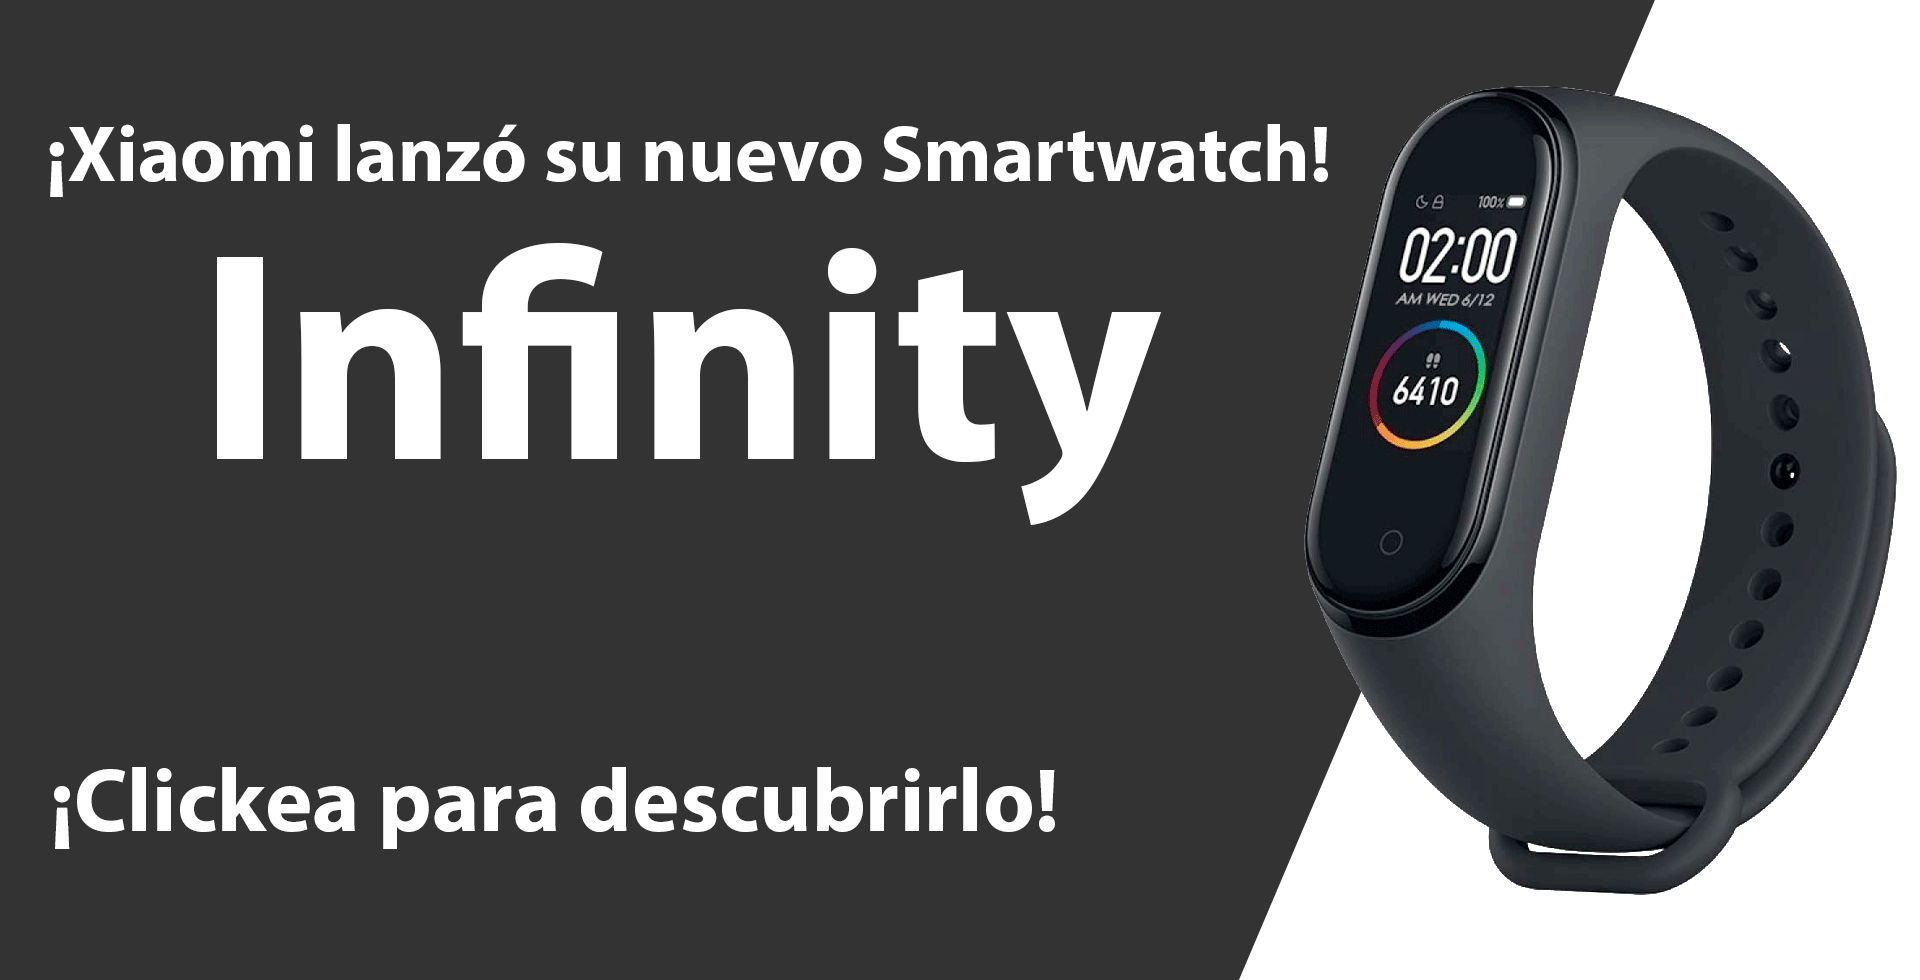 ¡Xiaomi lanzó su nuevo Smartwatch!
Infinity
100%
02:00
AM WED 6/12
6410
¡Clickea para descubrirlo!